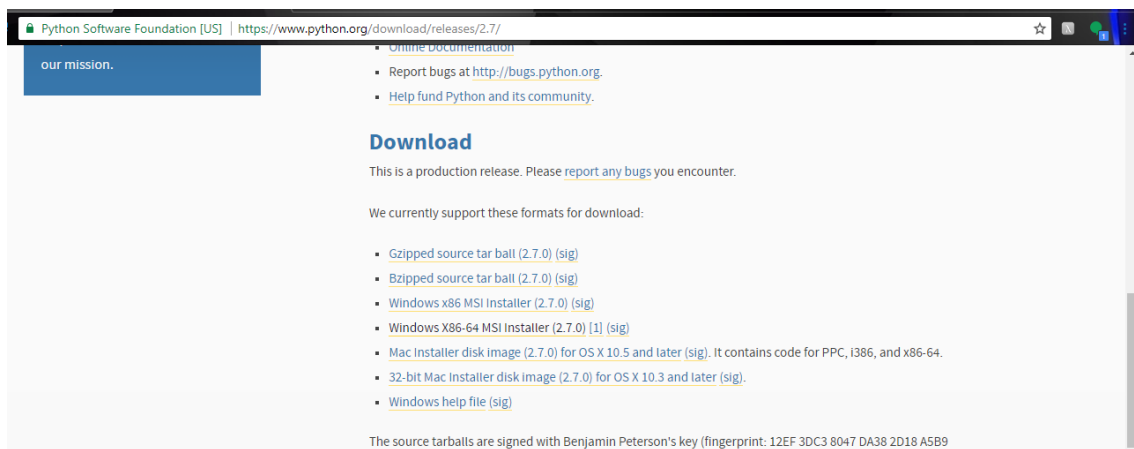 Python Software Foundation [US] | https://www.python.org/download/releases/2.7/
1
our mission.
Online Documentation
Report bugs at http://bugs.python.org.
Help fund Python and its community.
Download
This is a production release. Please report any bugs you encounter.
We currently support these formats for download:
Gzipped source tar ball (2.7.0) (sig)
Bzipped source tar ball (2.7.0) (sig)
Windows x86 MSI Installer (2.7.0) (sig)
Windows X86-64 MSI Installer (2.7.0) [1] (sig)
Mac Installer disk image (2.7.0) for OS X 10.5 and later (sig). It contains code for PPC, i386, and x86-64.
32-bit Mac Installer disk image (2.7.0) for OS X 10.3 and later (sig).
Windows help file (sig)
The source tarballs are signed with Benjamin Peterson's key (fingerprint: 12EF 3DC3 8047 DA38 2D18 A5B9